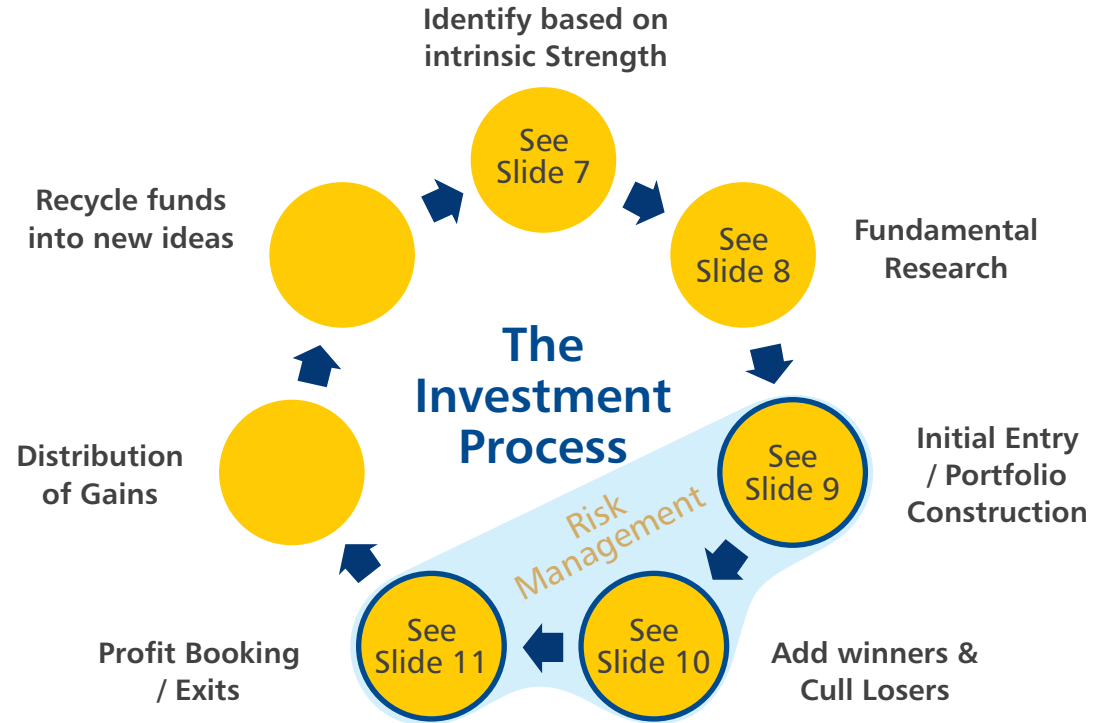 Identify based on
intrinsic Strength
See
Slide 7
Recycle funds
into new ideas
See
Slide 8
Fundamental
Research
The
Investment
Process
Distribution
of Gains
See
Slide 9
Initial Entry
/ Portfolio
Construction
Risk
Management
Profit Booking
/ Exits
See
Slide 11
See
Slide 10
Add winners &
Cull Losers